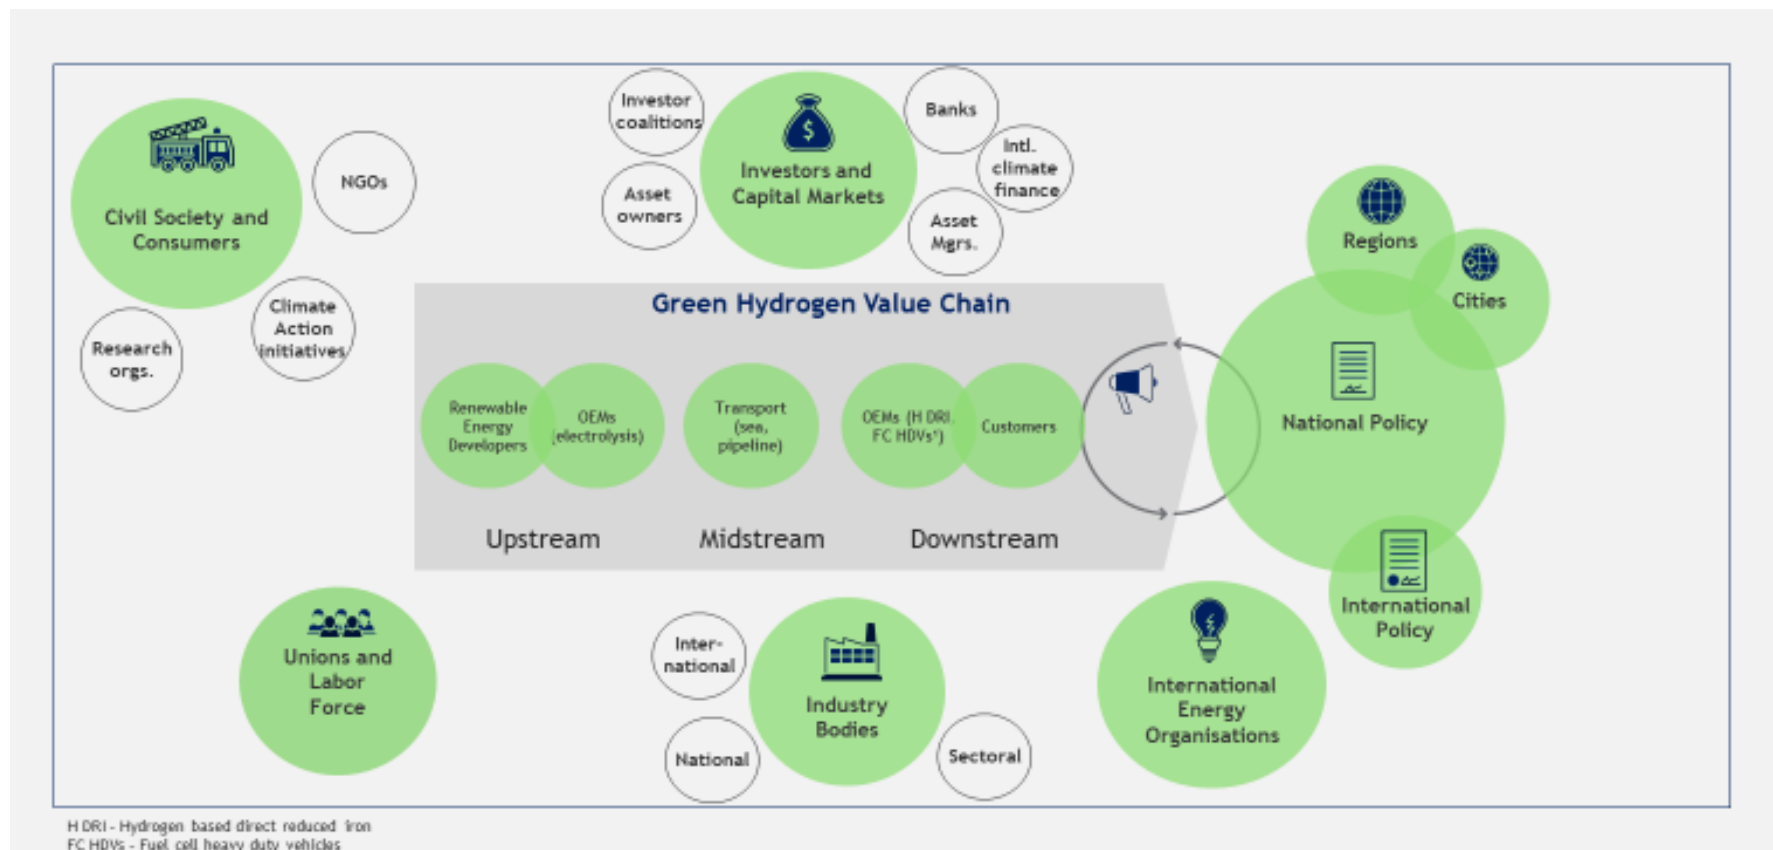 Civil Society and
Consumers
NGOs
Climate
Action
initiatives
Research
orgs.
Investor
coalitions
Asset
owners
$
Investors and
Capital Markets
Banks
Intl.
climate
finance
Asset
Mgrs.
Regions
Cities
National Policy
International
Policy
Green Hydrogen Value Chain
Renewable
Energy
Developers
OEMs
(electrolysis)
Transport
(sea,
pipeline)
OEMs (H DRI,
FC HDVs*)
Customers
Upstream
Midstream
Downstream
Unions and
Labor
Force
Inter-
national
National
Industry
Bodies
Sectoral
International
Energy
Organisations
H DRI - Hydrogen based direct reduced iron
FC HDVs - Fuel cell heavy duty vehicles